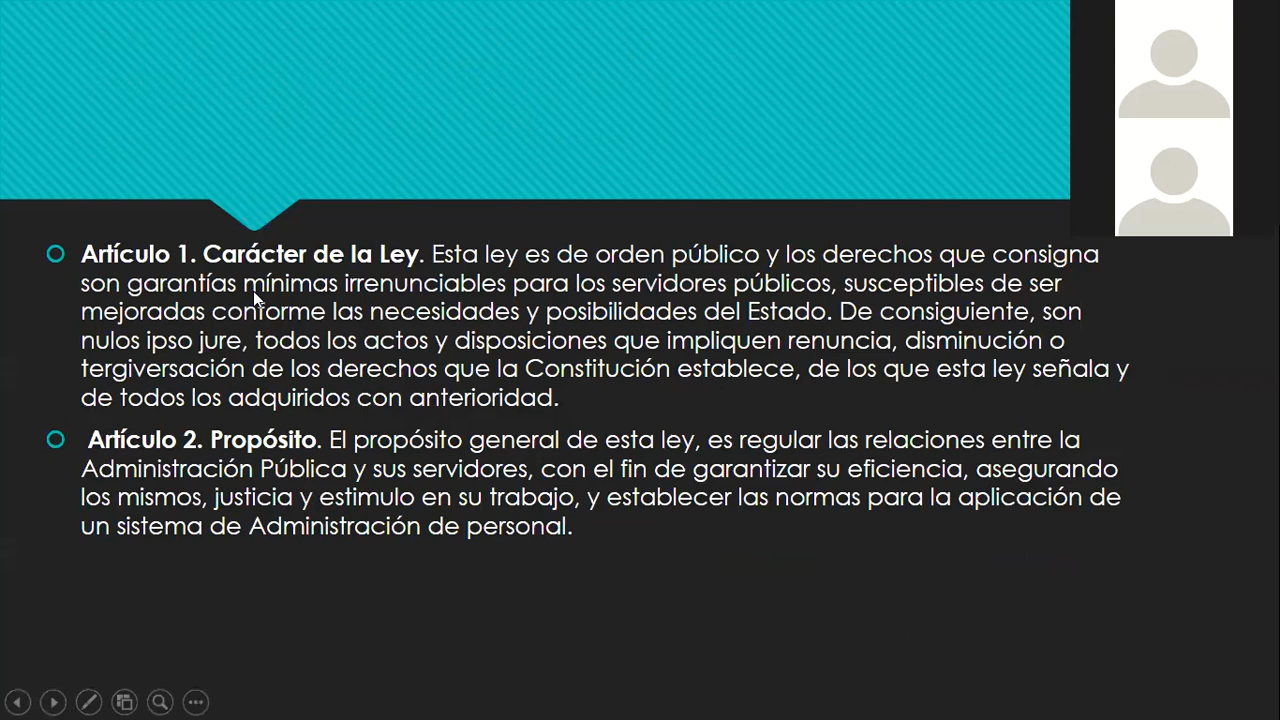 Artículo 1. Carácter de la Ley. Esta ley es de orden público y los derechos que consigna
son garantías mínimas irrenunciables para los servidores públicos, susceptibles de ser
mejoradas conforme las necesidades y posibilidades del Estado. De consiguiente, son
nulos ipso jure, todos los actos y disposiciones que impliquen renuncia, disminución o
tergiversación de los derechos que la Constitución establece, de los que esta ley señala y
de todos los adquiridos con anterioridad.
Artículo 2. Propósito. El propósito general de esta ley, es regular las relaciones entre la
Administración Pública y sus servidores, con el fin de garantizar su eficiencia, asegurando
los mismos, justicia y estimulo en su trabajo, y establecer las normas para la aplicación de
un sistema de Administración de personal.